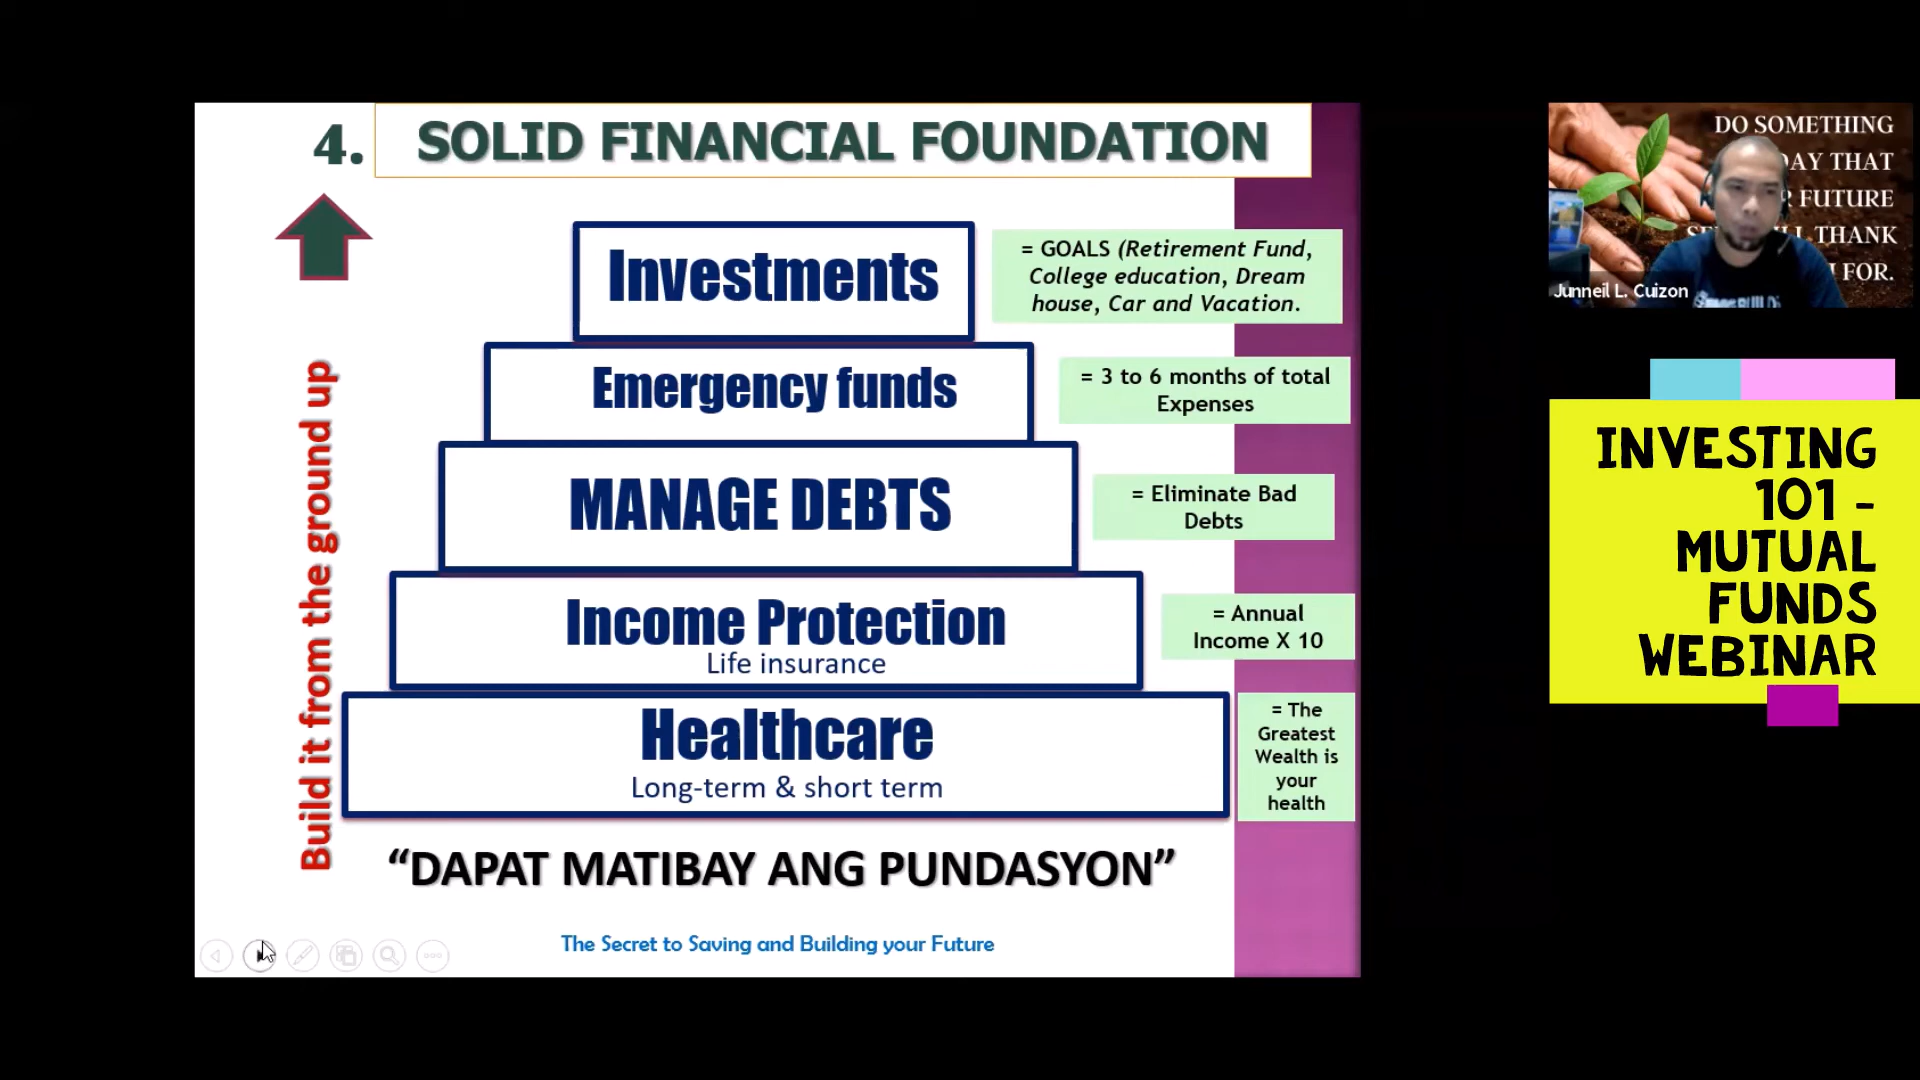 4. SOLID FINANCIAL FOUNDATION
Build it from the ground up
Investments
= GOALS (Retirement Fund,
College education, Dream
house, Car and Vacation.
Emergency funds
= 3 to 6 months of total
Expenses
MANAGE DEBTS
= Eliminate Bad
Debts
Income Protection
Life insurance
= Annual
Income X 10
Healthcare
Long-term & short term
= The
Greatest
Wealth is
your
health
“DAPAT MATIBAY ANG PUNDASYON”
The Secret to Saving and Building your Future
DO SOMETHING
THAT
FUTURE
THANK
FOR.
Junneil L. Cuizon
INVESTING
101 -
MUTUAL
FUNDS
WEBINAR